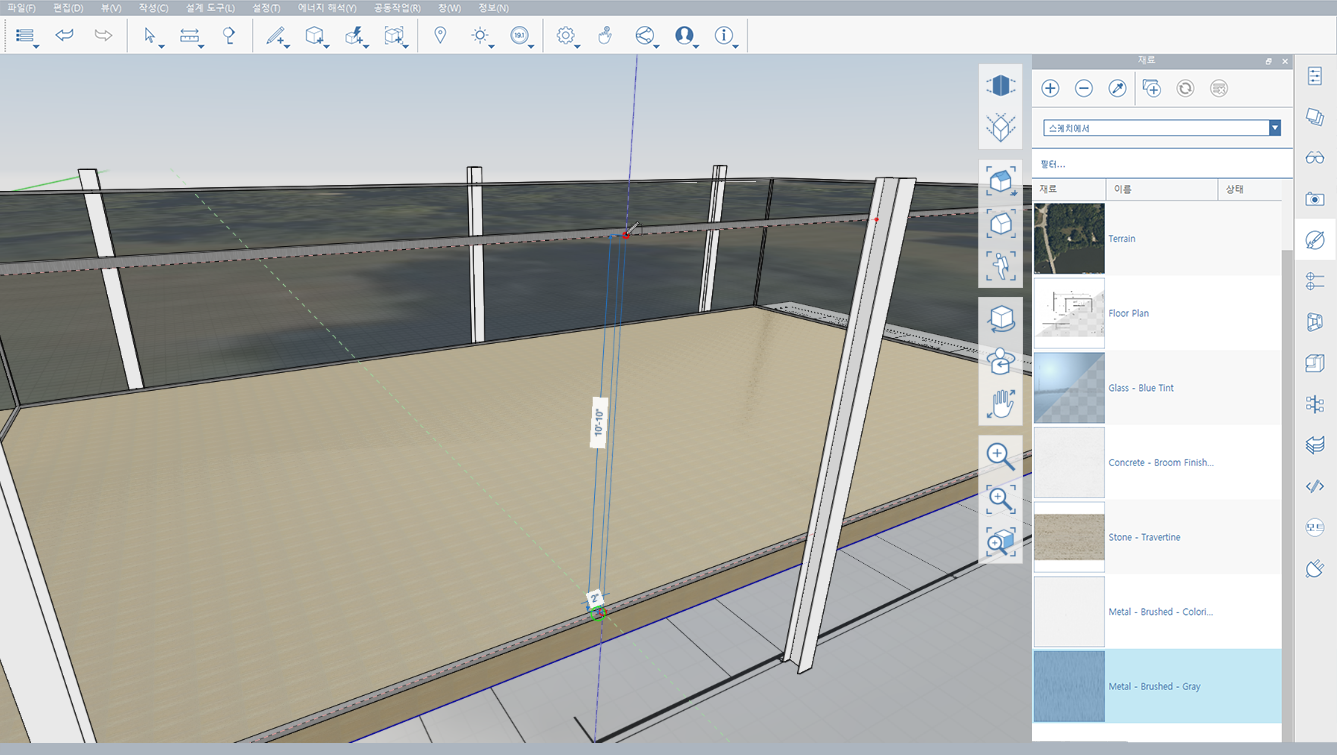 파일(F) 편집(D) 뷰(V) 작성(C) 설계 도구(L) 설정(T) 에너지 해석(Y) 공동작업(R) 창(W) 정보(N)
19.1
재료
스케치에서
필터...
재료 이름 상태
Terrain
Floor Plan
Glass - Blue Tint
Concrete - Broom Finish...
Stone - Travertine
Metal - Brushed - Colori...
Metal - Brushed - Gray
10'-10"
2"